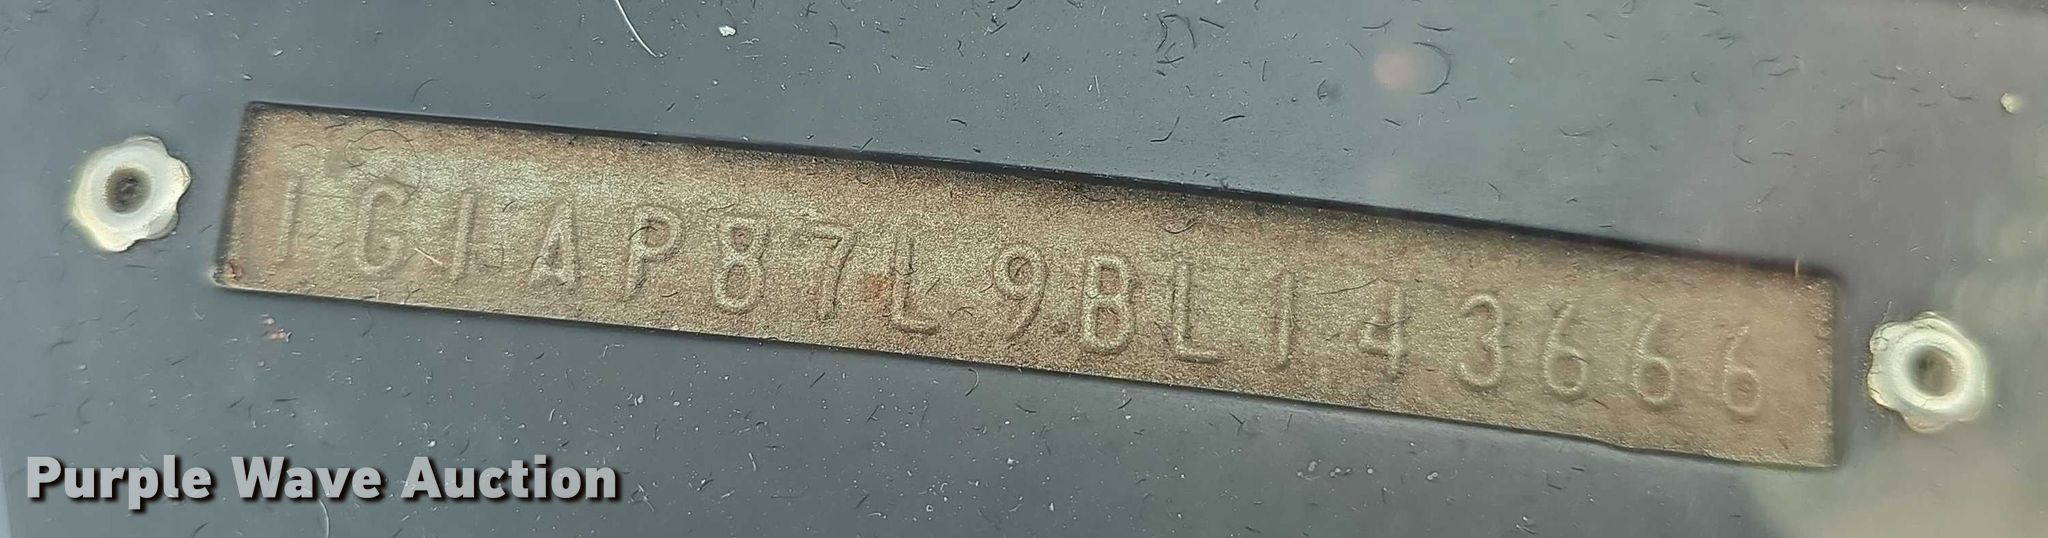 1G1AP87L9BL143666
Purple Wave Auction